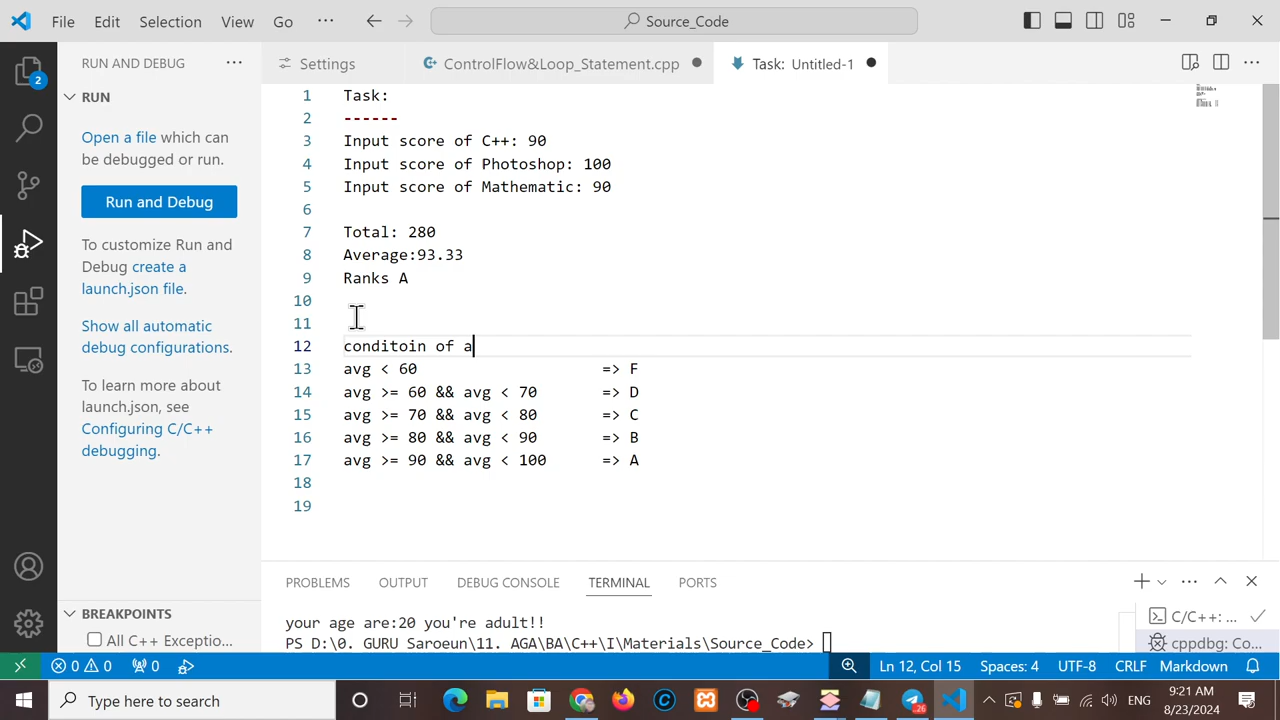 File Edit Selection View Go ··· Source_Code
RUN AND DEBUG ··· Settings ControlFlow&Loop_Statement.cpp Task: Untitled-1 ···
2
RUN
Open a file which can
be debugged or run.
Run and Debug
To customize Run and
Debug create a
launch.json file.
Show all automatic
debug configurations.
To learn more about
launch.json, see
Configuring C/C++
debugging.
BREAKPOINTS
All C++ Exceptio...
1 Task:
2 ------
3 Input score of C++: 90
4 Input score of Photoshop: 100
5 Input score of Mathematic: 90
6
7 Total: 280
8 Average:93.33
9 Ranks A
10
11
12 conditoin of a
13 avg < 60 => F
14 avg >= 60 && avg < 70 => D
15 avg >= 70 && avg < 80 => C
16 avg >= 80 && avg < 90 => B
17 avg >= 90 && avg < 100 => A
18
19
PROBLEMS OUTPUT DEBUG CONSOLE TERMINAL PORTS ···
your age are:20 you're adult!!
PS D:\0. GURU Saroeun\11. AGA\BA\C++\I\Materials\Source_Code>
C/C++: ...
cppdbg: Co...
0 0 0 Ln 12, Col 15 Spaces: 4 UTF-8 CRLF Markdown
Type here to search 26 ENG 9:21 AM
8/23/2024